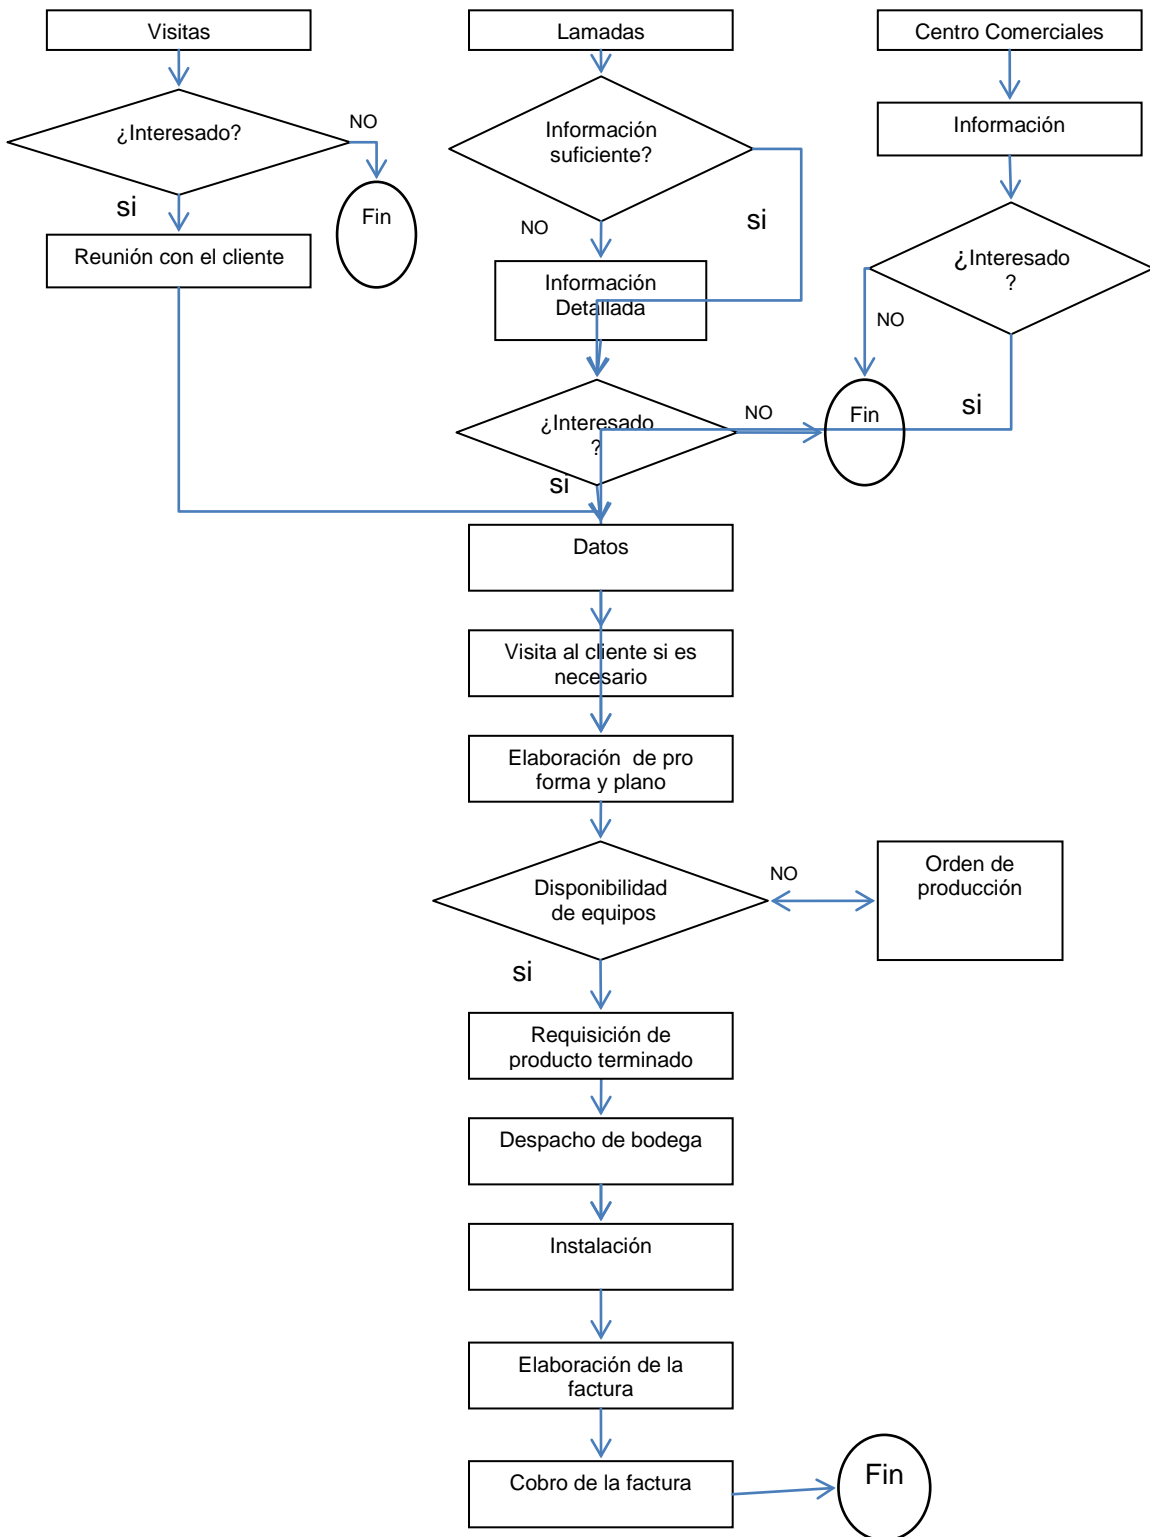 Visitas
Lamadas
Centro Comerciales
¿Interesado?
NO
Fin
si
Reunión con el cliente
Información
suficiente?
NO
si
Información
Detallada
Información
¿Interesado
?
NO
si
¿Interesado
?
NO
Fin
si
Datos
Visita al cliente si es
necesario
Elaboración  de pro
forma y plano
Disponibilidad
de equipos
NO
Orden de
producción
si
Requisición de
producto terminado
Despacho de bodega
Instalación
Elaboración de la
factura
Cobro de la factura
Fin